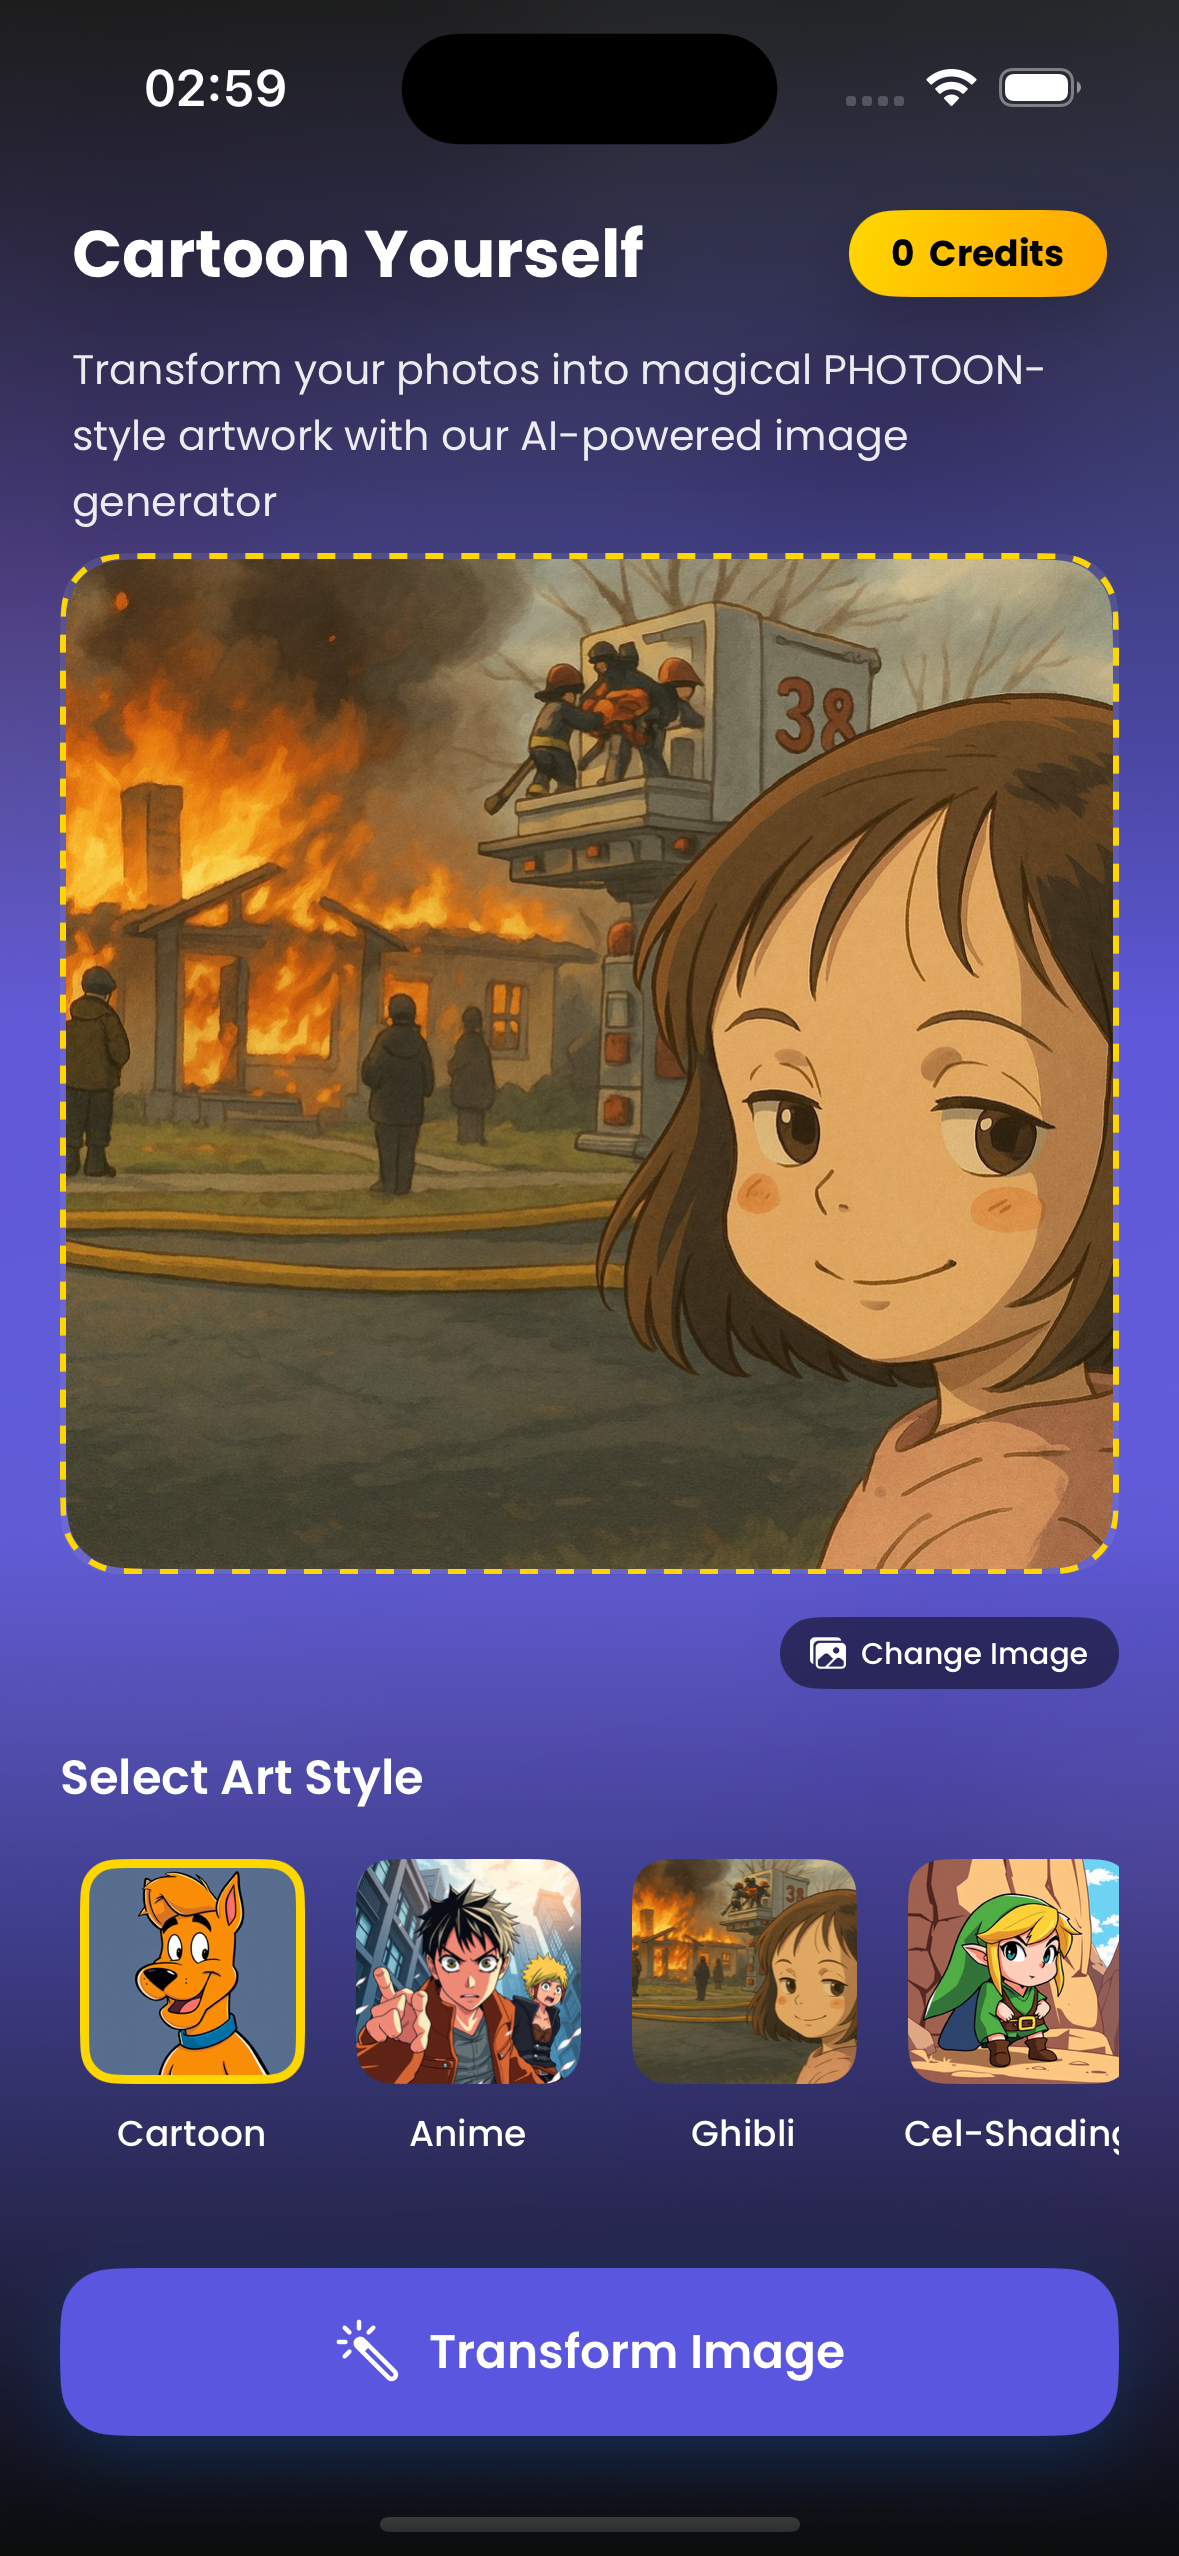 02:59
Cartoon Yourself
0 Credits
Transform your photos into magical PHOTOON-
style artwork with our AI-powered image
generator
38
Change Image
Select Art Style
38
Cartoon
Anime
Ghibli
Cel-Shading
Transform Image